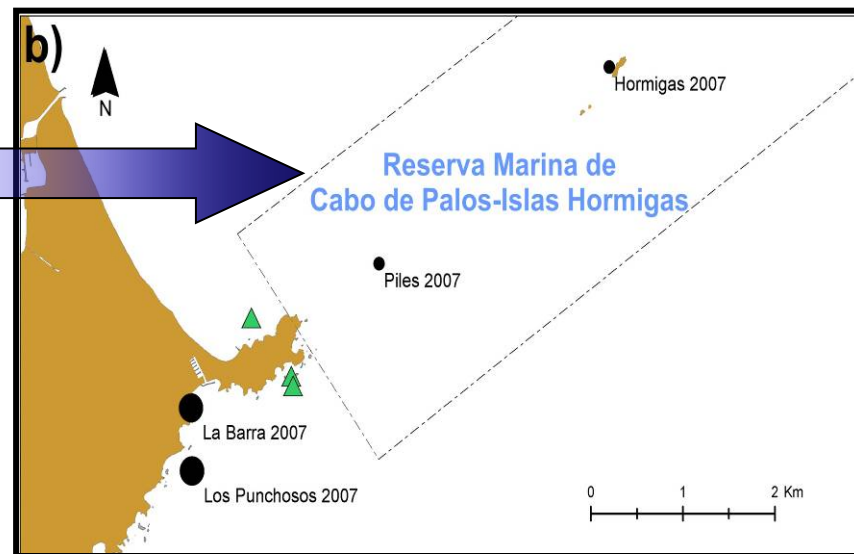 b)
N
Hormigas 2007
Reserva Marina de
Cabo de Palos-Islas Hormigas
Piles 2007
La Barra 2007
Los Punchosos 2007
0 1 2 Km